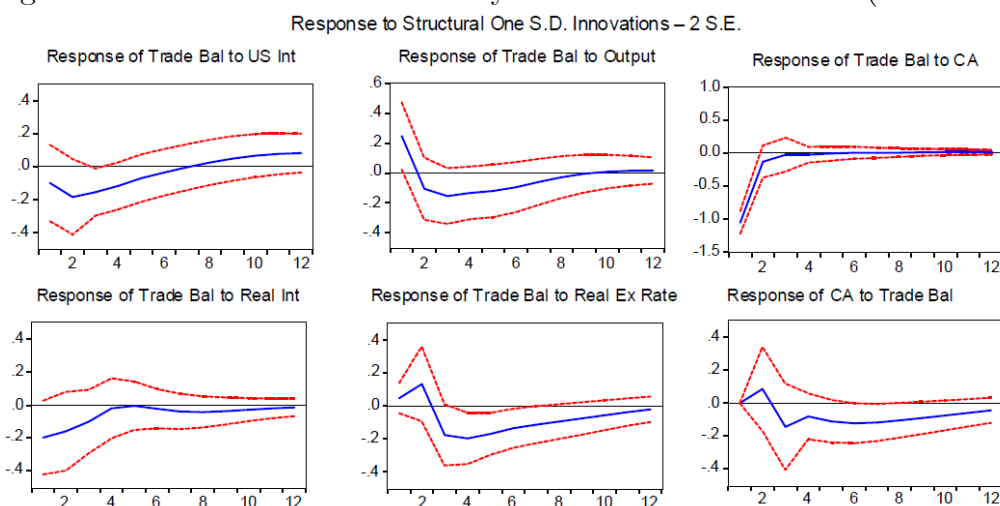 Response to Structural One S.D. Innovations – 2 S.E.
Response of Trade Bal to US Int
.4
.2
.0
-.2
-.4
2 4 6 8 10 12
Response of Trade Bal to Output
.6
.4
.2
.0
-.2
-.4
2 4 6 8 10 12
Response of Trade Bal to CA
1.0
0.5
0.0
-0.5
-1.0
-1.5
2 4 6 8 10 12
Response of Trade Bal to Real Int
.4
.2
.0
-.2
-.4
2 4 6 8 10 12
Response of Trade Bal to Real Ex Rate
.4
.2
.0
-.2
-.4
2 4 6 8 10 12
Response of CA to Trade Bal
.4
.2
.0
-.2
-.4
2 4 6 8 10 12